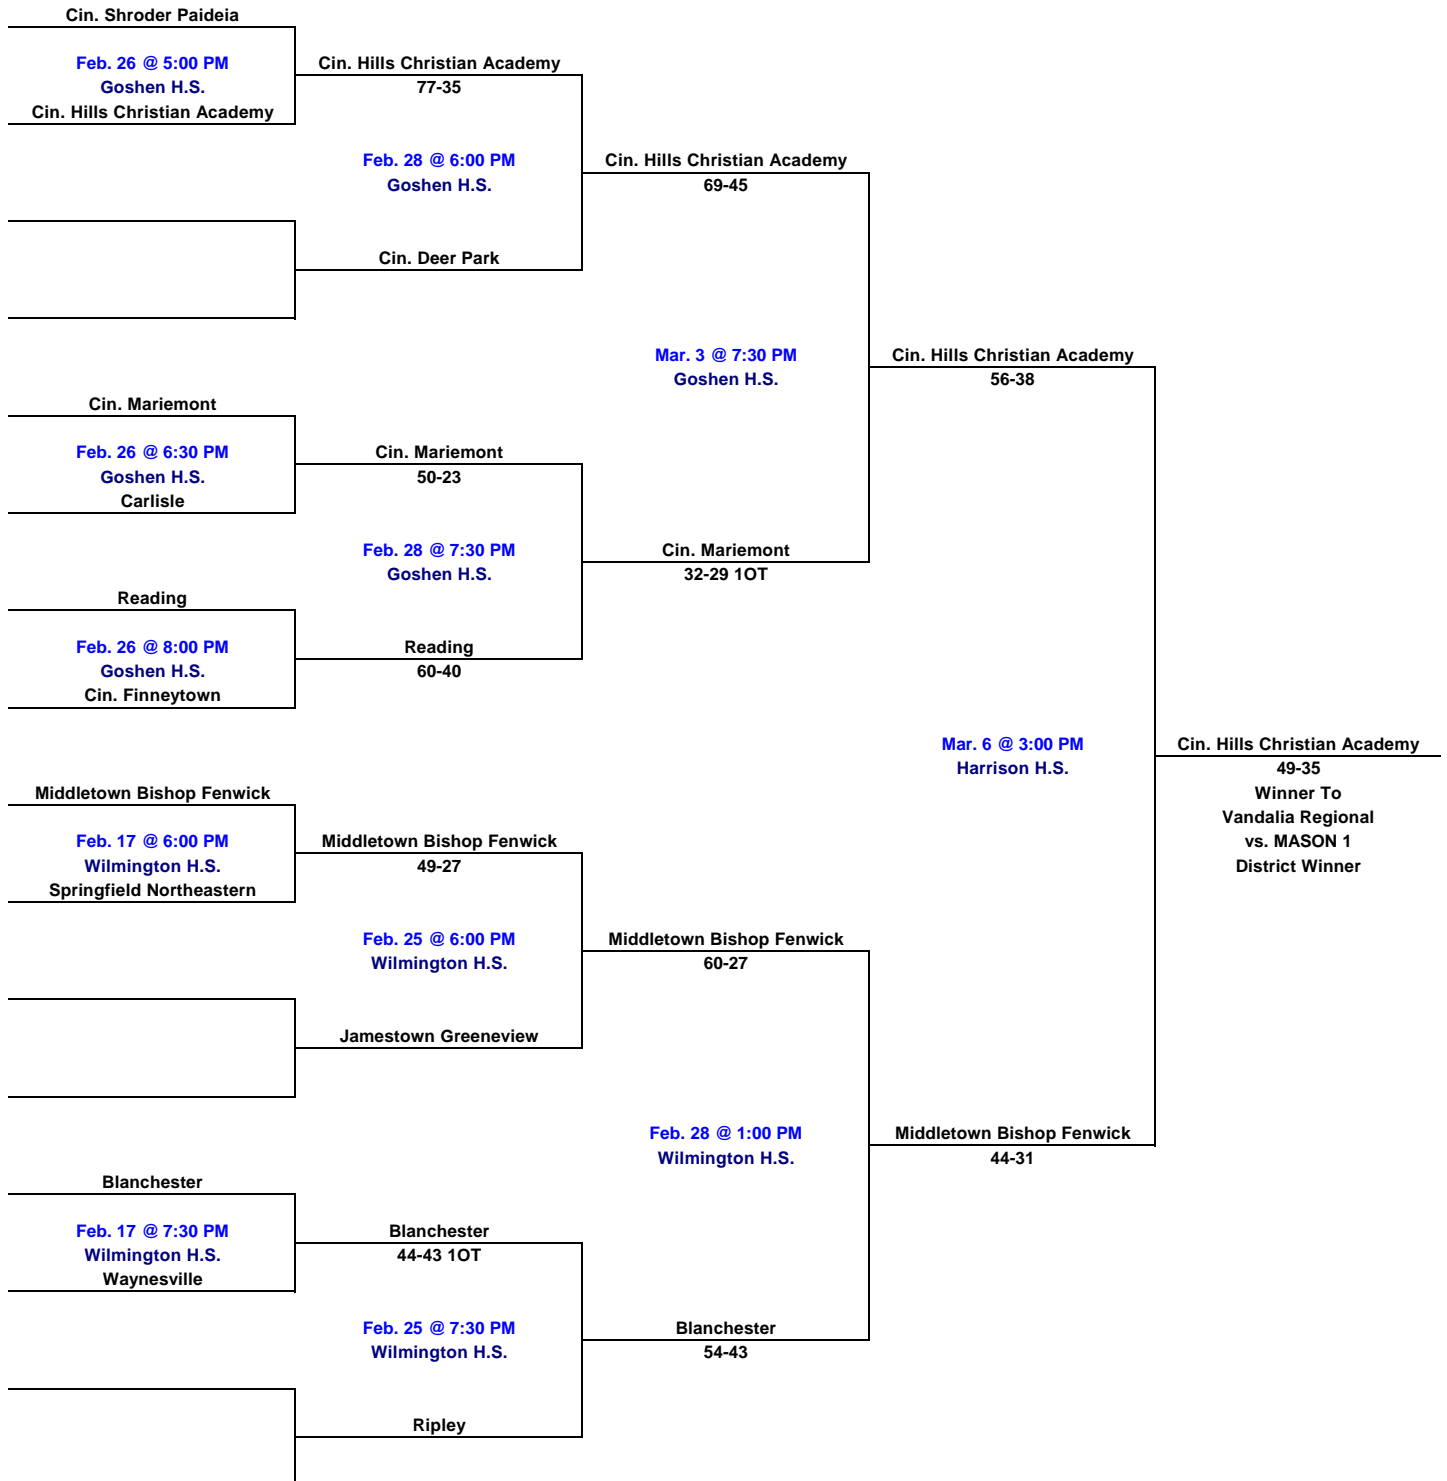 Cin. Shroder Paideia
Feb. 26 @ 5:00 PM
Goshen H.S.
Cin. Hills Christian Academy
Cin. Hills Christian Academy
77-35
Feb. 28 @ 6:00 PM
Goshen H.S.
Cin. Deer Park
Cin. Hills Christian Academy
69-45
Mar. 3 @ 7:30 PM
Goshen H.S.
Cin. Hills Christian Academy
56-38
Cin. Mariemont
Feb. 26 @ 6:30 PM
Goshen H.S.
Carlisle
Cin. Mariemont
50-23
Feb. 28 @ 7:30 PM
Goshen H.S.
Cin. Mariemont
32-29 1OT
Reading
Feb. 26 @ 8:00 PM
Goshen H.S.
Cin. Finneytown
Reading
60-40
Mar. 6 @ 3:00 PM
Harrison H.S.
Cin. Hills Christian Academy
49-35
Winner To
Vandalia Regional
vs. MASON 1
District Winner
Middletown Bishop Fenwick
Feb. 17 @ 6:00 PM
Wilmington H.S.
Springfield Northeastern
Middletown Bishop Fenwick
49-27
Feb. 25 @ 6:00 PM
Wilmington H.S.
Jamestown Greeneview
Middletown Bishop Fenwick
60-27
Feb. 28 @ 1:00 PM
Wilmington H.S.
Middletown Bishop Fenwick
44-31
Blanchester
Feb. 17 @ 7:30 PM
Wilmington H.S.
Waynesville
Blanchester
44-43 1OT
Feb. 25 @ 7:30 PM
Wilmington H.S.
Blanchester
54-43
Ripley